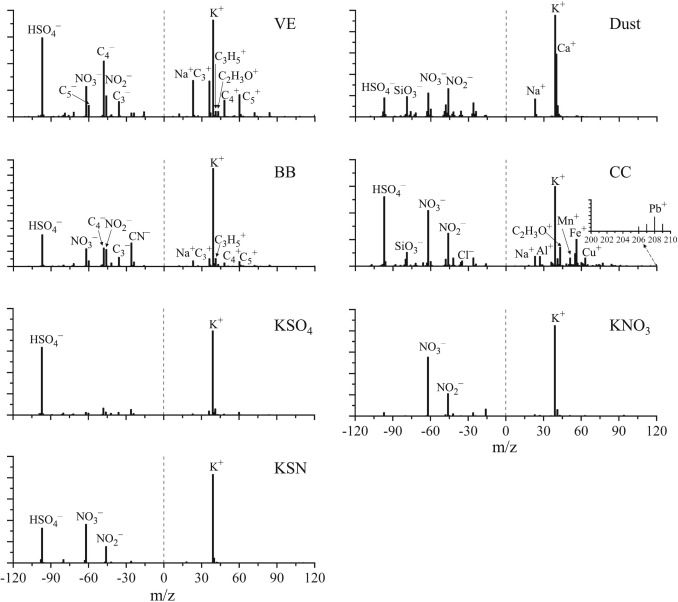 VE
HSO₄⁻
C₅⁻
NO₃⁻
C₄⁻
NO₂⁻
C₃⁻
Na⁺
C₃⁺
K⁺
C₃H₅⁺
C₂H₃O⁺
C₄⁺
C₅⁺
Dust
HSO₄⁻
SiO₃⁻
NO₃⁻
NO₂⁻
Na⁺
K⁺
Ca⁺
BB
HSO₄⁻
NO₃⁻
C₄⁻
NO₂⁻
C₃⁻
CN⁻
Na⁺
C₃⁺
K⁺
C₃H₅⁺
C₄⁺
C₅⁺
CC
HSO₄⁻
SiO₃⁻
NO₃⁻
NO₂⁻
Cl⁻
Na⁺
Al⁺
K⁺
C₂H₃O⁺
Mn⁺
Fe⁺
Cu⁺
Pb⁺
200 202 204 206 208 210
KSO₄
HSO₄⁻
K⁺
KNO₃
NO₃⁻
NO₂⁻
K⁺
-120 -90 -60 -30 0 30 60 90 120
m/z
KSN
HSO₄⁻
NO₃⁻
NO₂⁻
K⁺
-120 -90 -60 -30 0 30 60 90 120
m/z